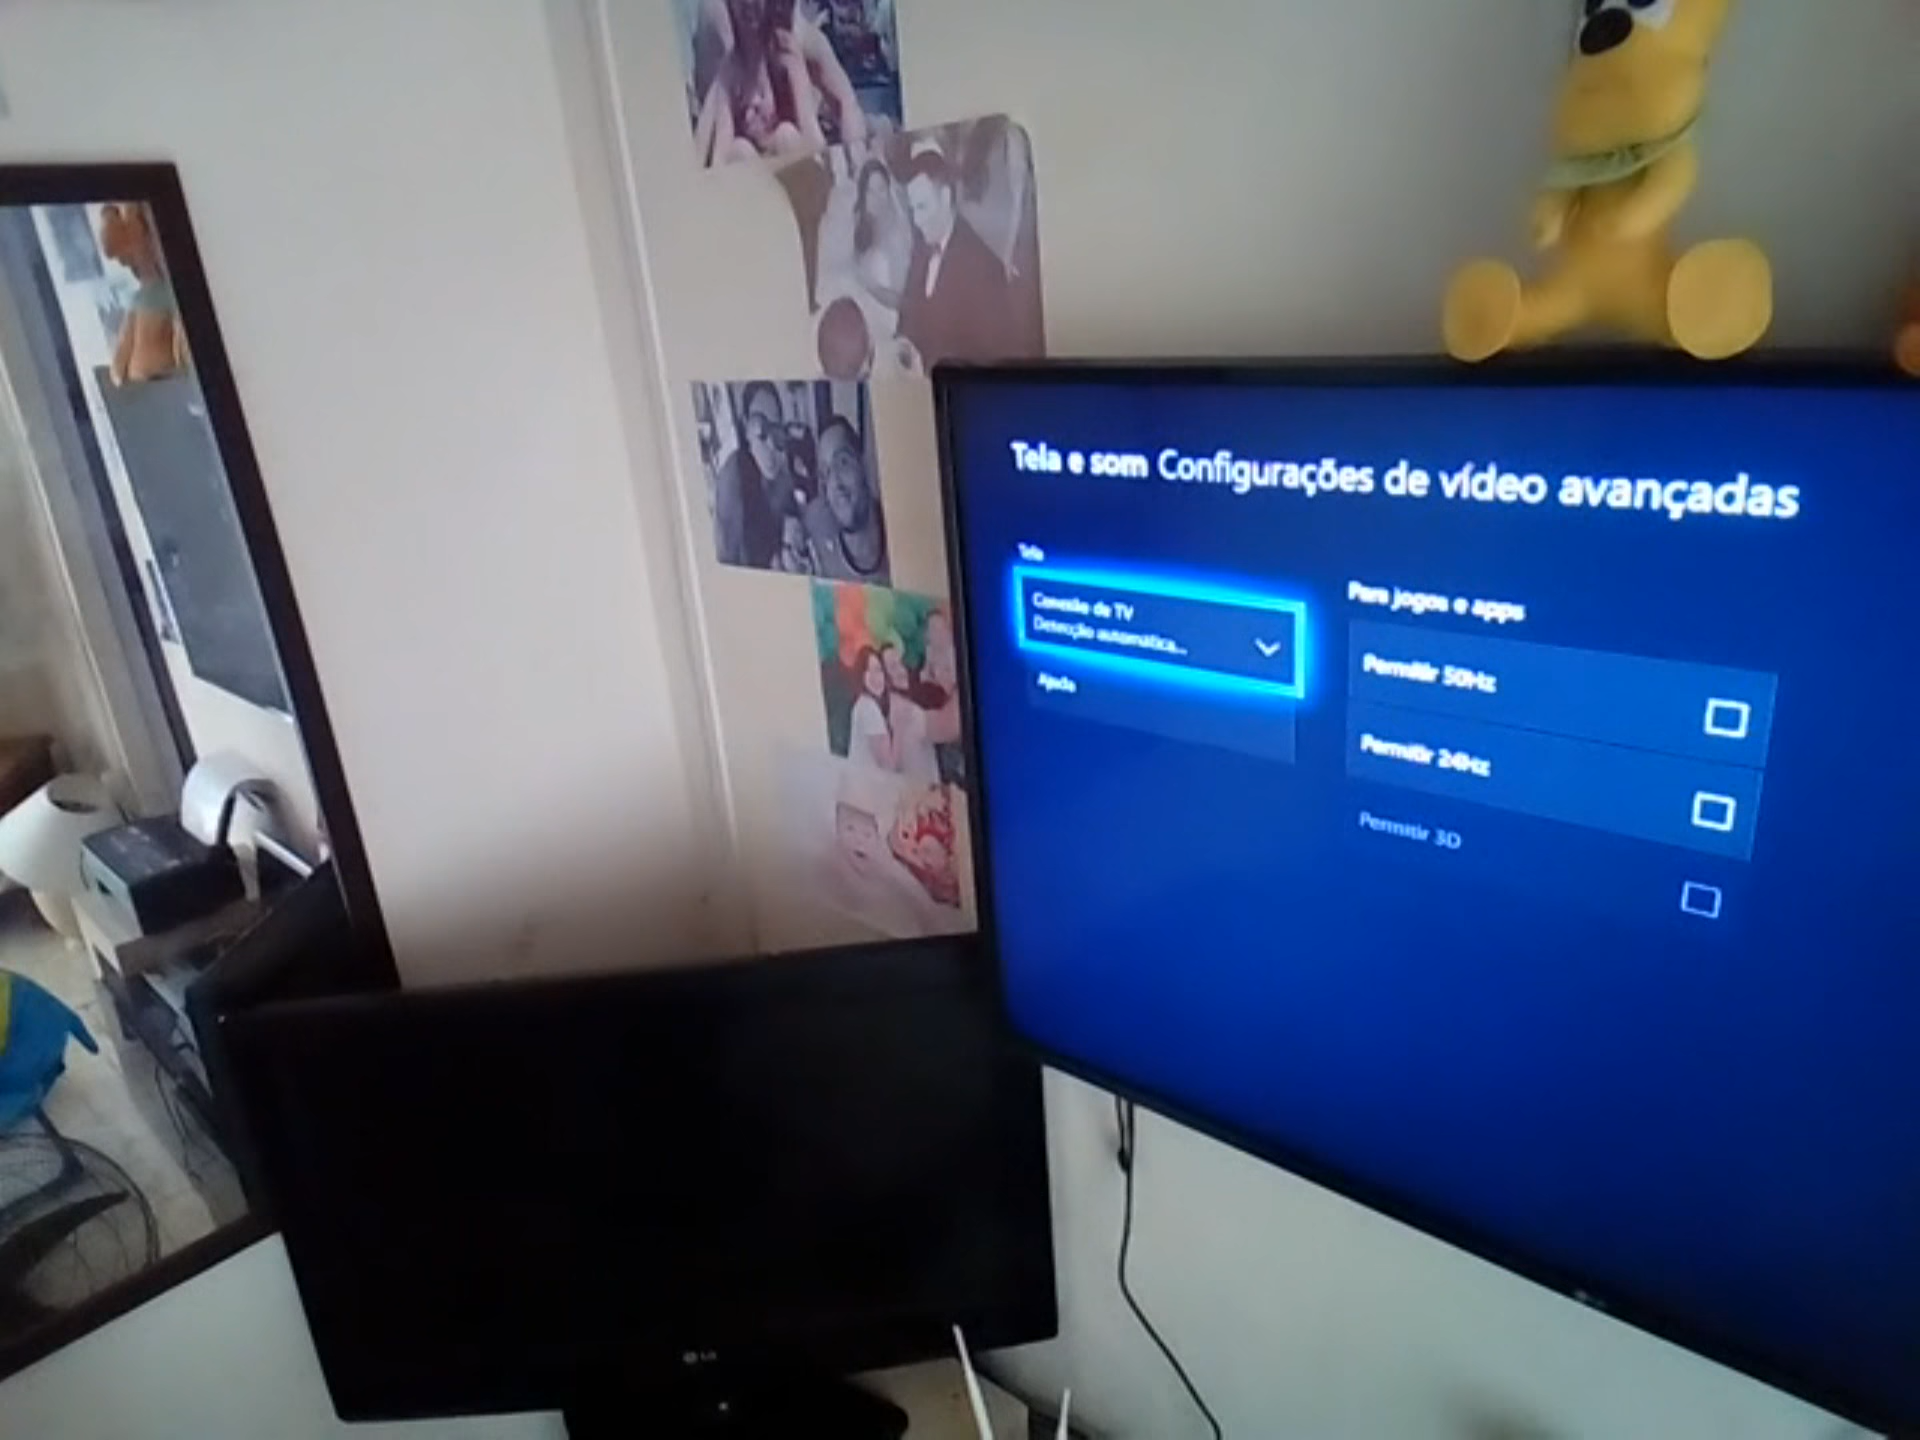 Tela e som Configurações de vídeo avançadas
Tela
Conexão de TV
Detecção automática...
Ajuda
Para jogos e apps
Permitir 50Hz
Permitir 24Hz
Permitir 3D
LG